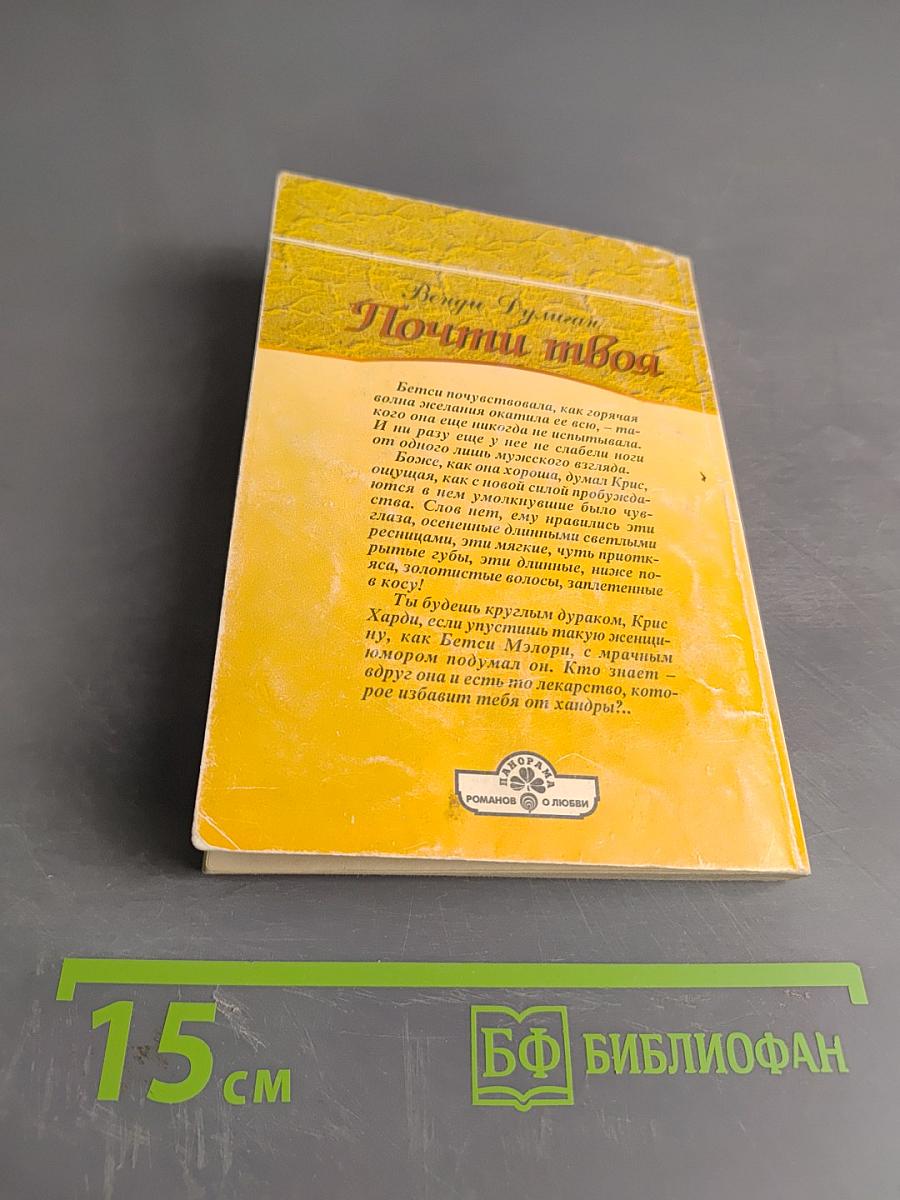 Венди Дулиган
Почти твоя
Бетси почувствовала, как горячая
волна желания окатила ее всю, – та-
кого она еще никогда не испытывала.
И ни разу еще у нее не слабели ноги
от одного лишь мужского взгляда.
Боже, как она хороша, думал Крис,
ощущая, как с новой силой пробужда-
ются в нем умолкнувшие было чув-
ства. Слов нет, ему нравились эти
глаза, осененные длинными светлыми
ресницами, эти мягкие, чуть приотк-
рытые губы, эти длинные, ниже по-
яса, золотистые волосы, заплетенные
в косу!
Ты будешь круглым дураком, Крис
Харди, если упустишь такую женщи-
ну, как Бетси Мэлори, с мрачным
юмором подумал он. Кто знает –
вдруг она и есть то лекарство, кото-
рое избавит тебя от хандры?..
ПАНОРАМА
РОМАНОВ О ЛЮБВИ
15 см
БФ БИБЛИОФАН